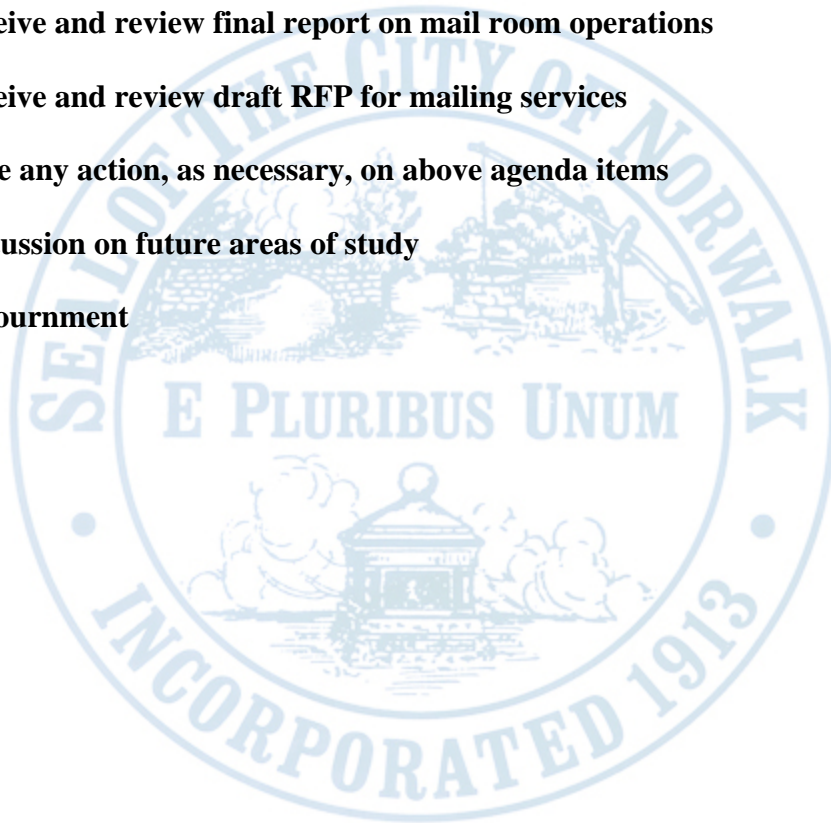 eive and review final report on mail room operations
eive and review draft RFP for mailing services
e any action, as necessary, on above agenda items
ussion on future areas of study
ournment
SEAL OF THE CITY OF NORWALK
E PLURIBUS UNUM
INCORPORATED 1913